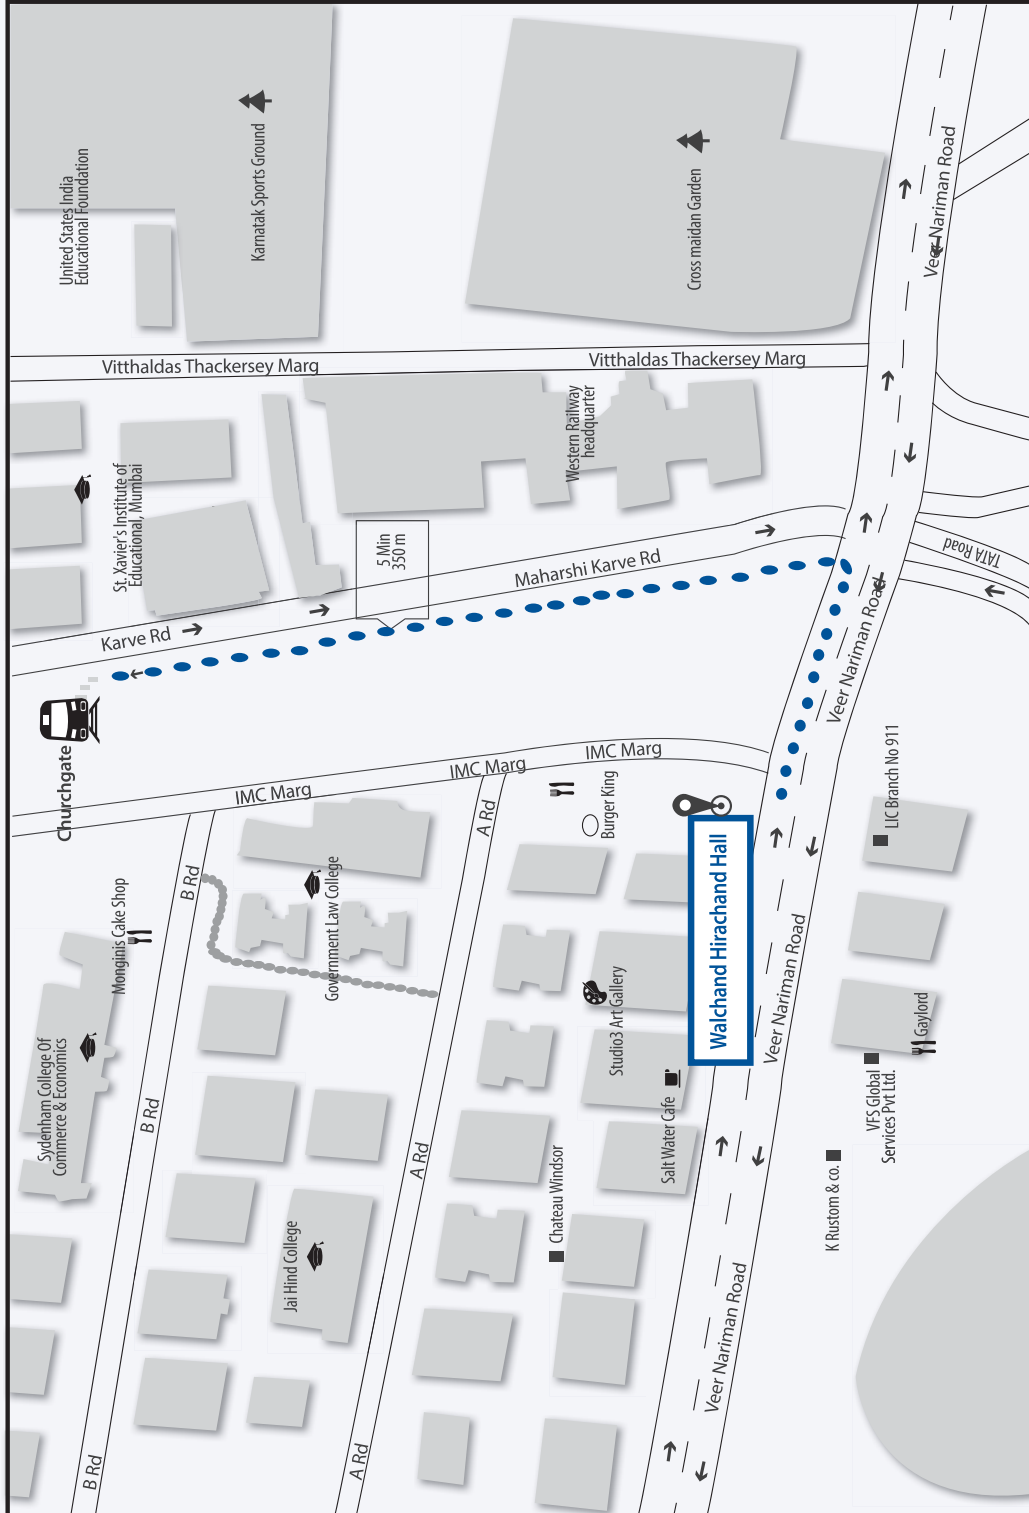 United States India
Educational Foundation
Karnatak Sports Ground
Cross maidan Garden
Veer Nariman Road
Vitthaldas Thackersey Marg
Vitthaldas Thackersey Marg
Western Railway
headquarter
St. Xavier's Institute of
Educational, Mumbai
5 Min
350 m
Maharshi Karve Rd
Karve Rd
TATA Road
Veer Nariman Road
Churchgate
IMC Marg
IMC Marg
IMC Marg
Burger King
A Rd
LIC Branch No 911
B Rd
Government Law College
Monginis Cake Shop
Walchand Hirachand Hall
Veer Nariman Road
Studio3 Art Gallery
Gaylord
Sydenham College Of
Commerce & Economics
B Rd
A Rd
Salt Water Cafe
VFS Global
Services Pvt Ltd.
Chateau Windsor
K Rustom & co.
Jai Hind College
Veer Nariman Road
B Rd
A Rd